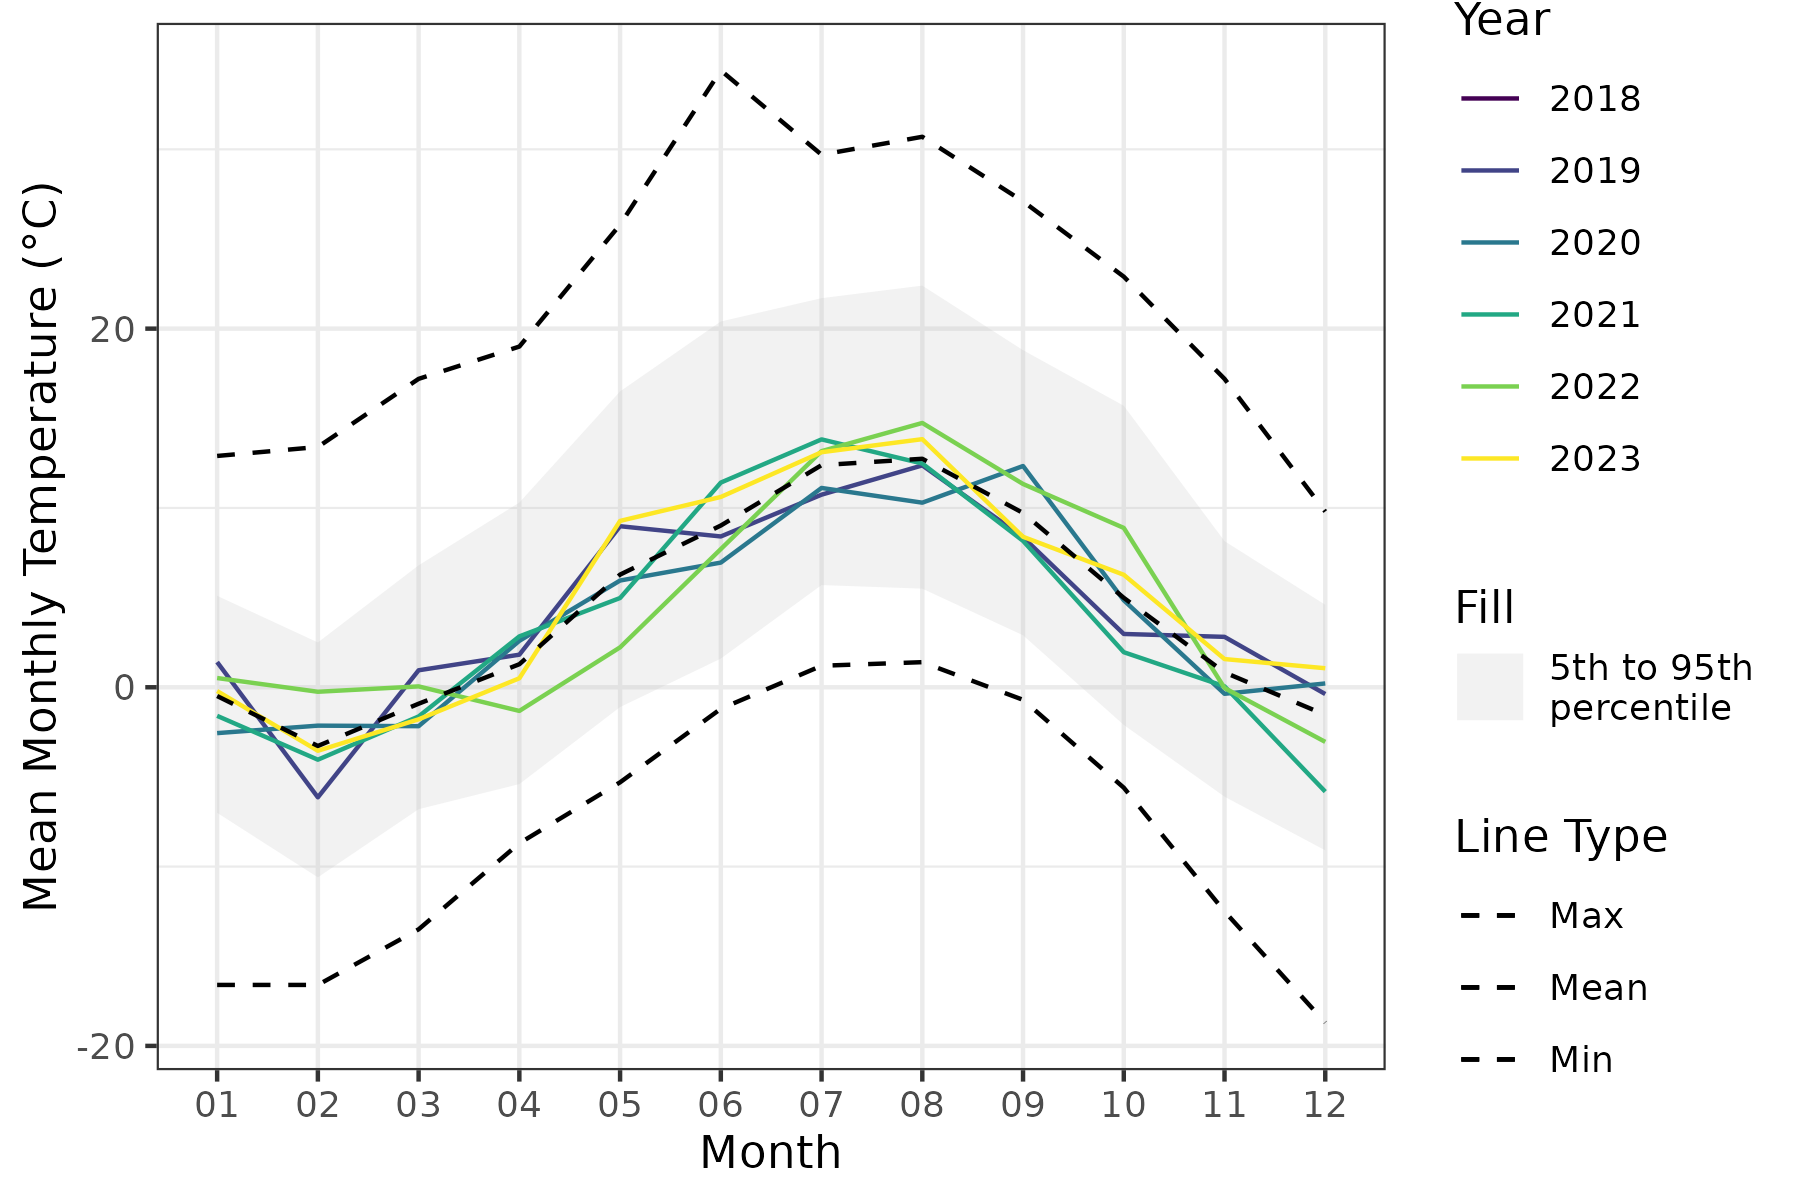 Mean Monthly Temperature (°C)
20
0
-20
01 02 03 04 05 06 07 08 09 10 11 12
Month
Year
2018
2019
2020
2021
2022
2023
Fill
5th to 95th
percentile
Line Type
Max
Mean
Min